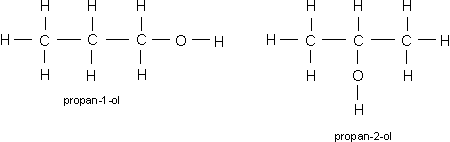 H H H H H H
H — C — C — C — O — H H — C — C — C — H
H H H H O H
H
propan-1-ol
propan-2-ol